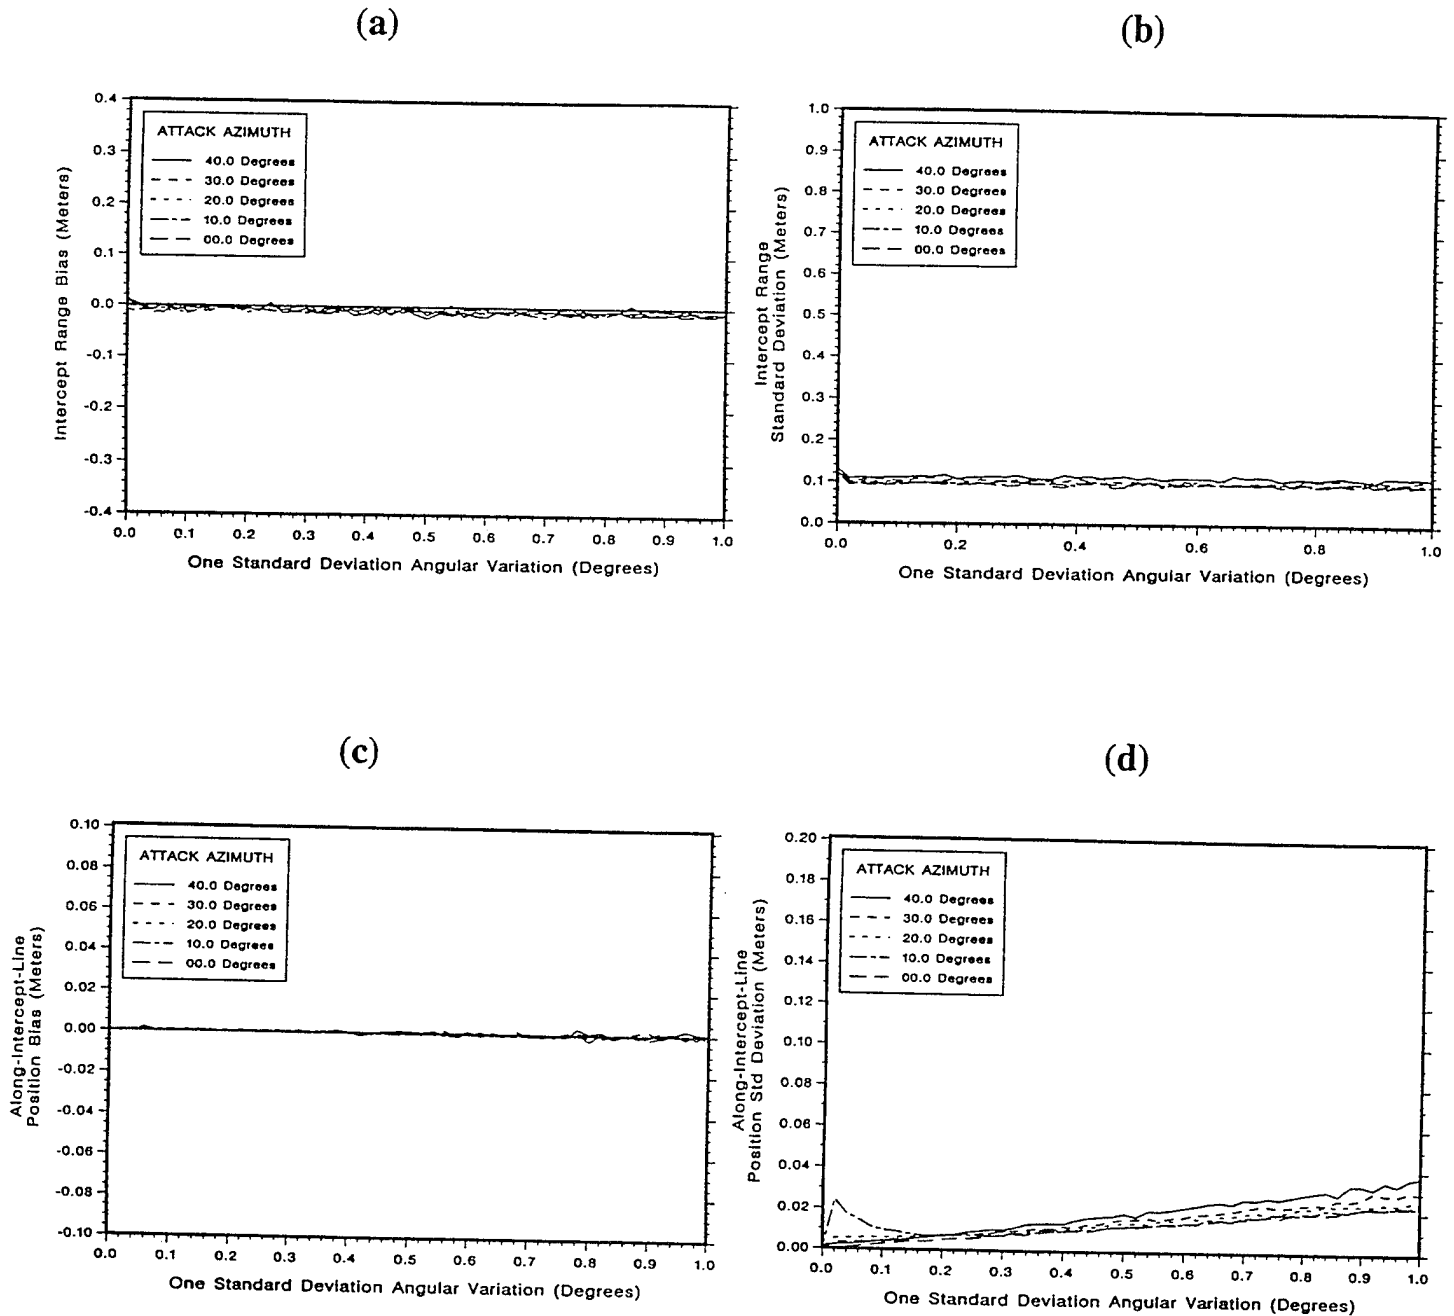 (a)
0.4
0.3
0.2
0.1
0.0
-0.1
-0.2
-0.3
-0.4
Intercept Range Bias (Meters)
ATTACK AZIMUTH
40.0 Degrees
30.0 Degrees
20.0 Degrees
10.0 Degrees
00.0 Degrees
0.0 0.1 0.2 0.3 0.4 0.5 0.6 0.7 0.8 0.9 1.0
One Standard Deviation Angular Variation (Degrees)
(b)
1.0
0.9
0.8
0.7
0.6
0.5
0.4
0.3
0.2
0.1
0.0
Intercept Range
Standard Deviation (Meters)
ATTACK AZIMUTH
40.0 Degrees
30.0 Degrees
20.0 Degrees
10.0 Degrees
00.0 Degrees
0.0 0.2 0.4 0.6 0.8 1.0
One Standard Deviation Angular Variation (Degrees)
(c)
0.10
0.08
0.06
0.04
0.02
0.00
-0.02
-0.04
-0.06
-0.08
-0.10
Along-Intercept-Line
Position Bias (Meters)
ATTACK AZIMUTH
40.0 Degrees
30.0 Degrees
20.0 Degrees
10.0 Degrees
00.0 Degrees
0.0 0.1 0.2 0.3 0.4 0.5 0.6 0.7 0.8 0.9 1.0
One Standard Deviation Angular Variation (Degrees)
(d)
0.20
0.18
0.16
0.14
0.12
0.10
0.08
0.06
0.04
0.02
0.00
Along-Intercept-Line
Position Std Deviation (Meters)
ATTACK AZIMUTH
40.0 Degrees
30.0 Degrees
20.0 Degrees
10.0 Degrees
00.0 Degrees
0.0 0.1 0.2 0.3 0.4 0.5 0.6 0.7 0.8 0.9 1.0
One Standard Deviation Angular Variation (Degrees)